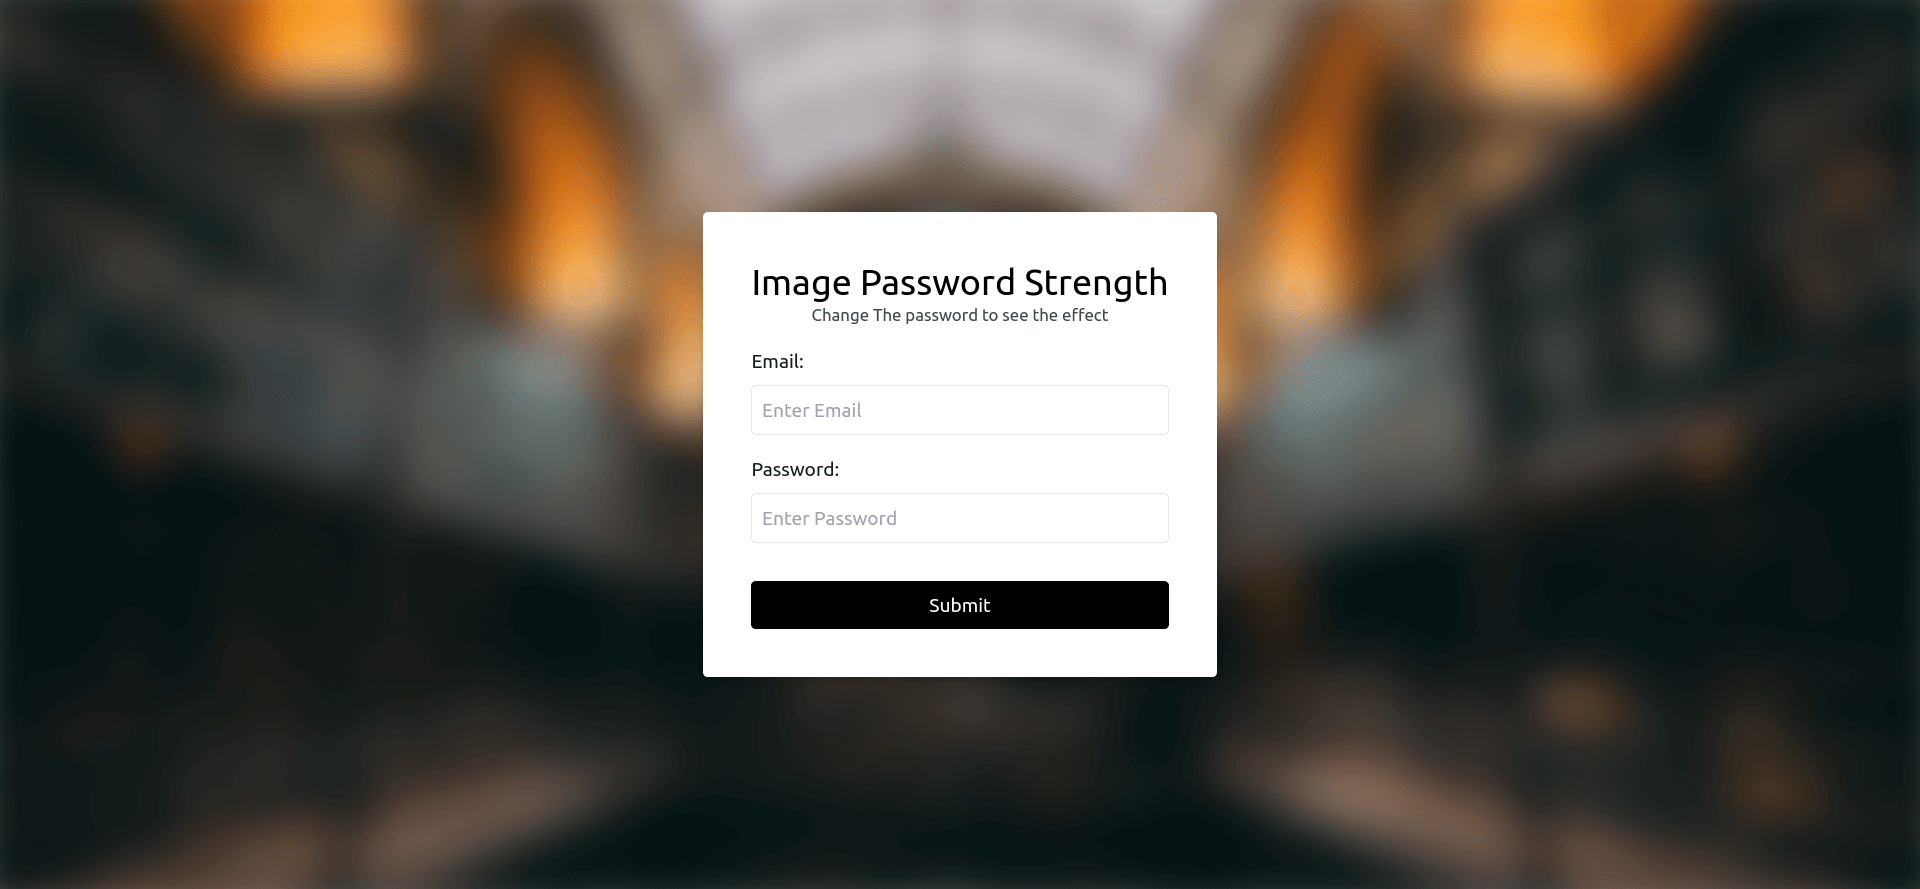 Image Password Strength
Change The password to see the effect
Email:
Enter Email
Password:
Enter Password
Submit